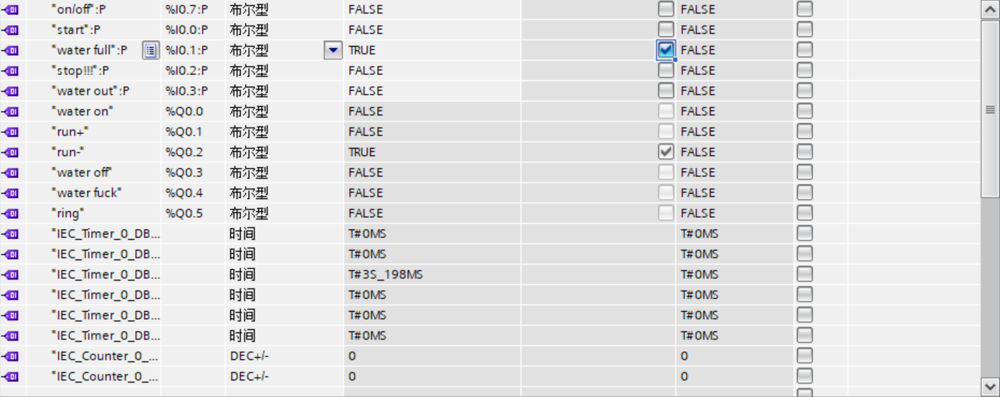 "on/off":P %I0.7:P 布尔型 FALSE FALSE
"start":P %I0.0:P 布尔型 FALSE FALSE
"water full":P %I0.1:P 布尔型 TRUE FALSE
"stop!!!":P %I0.2:P 布尔型 FALSE FALSE
"water out":P %I0.3:P 布尔型 FALSE FALSE
"water on" %Q0.0 布尔型 FALSE FALSE
"run+" %Q0.1 布尔型 FALSE FALSE
"run-" %Q0.2 布尔型 TRUE FALSE
"water off" %Q0.3 布尔型 FALSE FALSE
"water fuck" %Q0.4 布尔型 FALSE FALSE
"ring" %Q0.5 布尔型 FALSE FALSE
"IEC_Timer_0_DB... 时间 T#0MS T#0MS
"IEC_Timer_0_DB... 时间 T#0MS T#0MS
"IEC_Timer_0_DB... 时间 T#3S_198MS T#0MS
"IEC_Timer_0_DB... 时间 T#0MS T#0MS
"IEC_Timer_0_DB... 时间 T#0MS T#0MS
"IEC_Timer_0_DB... 时间 T#0MS T#0MS
"IEC_Counter_0_... DEC+/- 0 0
"IEC_Counter_0_... DEC+/- 0 0